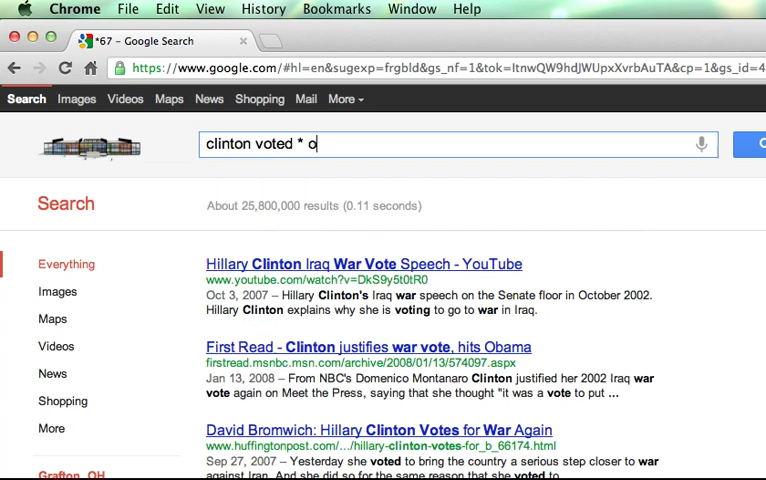 Chrome File Edit View History Bookmarks Window Help
*67 – Google Search
https://www.google.com/#hl=en&sugexp=frgbld&gs_nf=1&tok=ItnwQW9hdJWUpxXvrbAuTA&cp=1&gs_id=4
Search Images Videos Maps News Shopping Mail More
clinton voted * o
Search
About 25,800,000 results (0.11 seconds)
Everything
Images
Maps
Videos
News
Shopping
More
Grafton, OH
Hillary Clinton Iraq War Vote Speech - YouTube
www.youtube.com/watch?v=DkS9y5t0tR0
Oct 3, 2007 – Hillary Clinton's Iraq war speech on the Senate floor in October 2002.
Hillary Clinton explains why she is voting to go to war in Iraq.
First Read - Clinton justifies war vote, hits Obama
firstread.msnbc.msn.com/archive/2008/01/13/574097.aspx
Jan 13, 2008 – From NBC's Domenico Montanaro Clinton justified her 2002 Iraq war
vote again on Meet the Press, saying that she thought "it was a vote to put ...
David Bromwich: Hillary Clinton Votes for War Again
www.huffingtonpost.com/.../hillary-clinton-votes-for_b_66174.html
Sep 27, 2007 – Yesterday she voted to bring the country a serious step closer to war
against Iran. And she did so for the same reason that she voted to